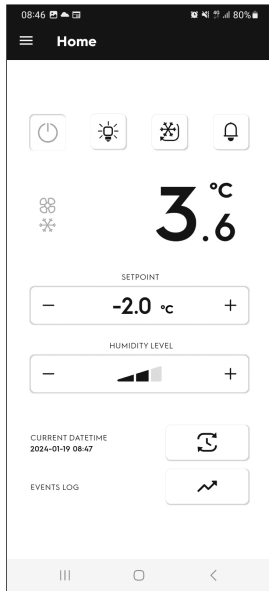 08:46 4G 80%
Home
3.6 °C
SETPOINT
− -2.0 °C +
HUMIDITY LEVEL
− +
CURRENT DATETIME
2024-01-19 08:47
EVENTS LOG